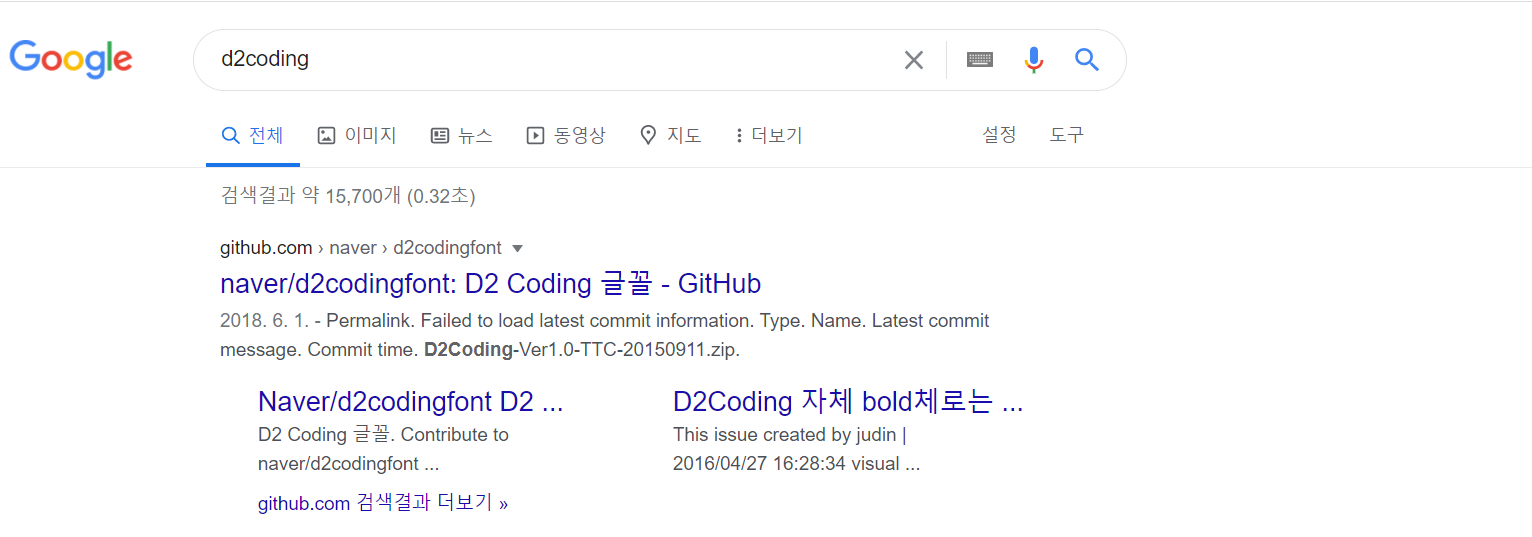 Google
d2coding
전체 이미지 뉴스 동영상 지도 더보기 설정 도구
검색결과 약 15,700개 (0.32초)
github.com › naver › d2codingfont
naver/d2codingfont: D2 Coding 글꼴 - GitHub
2018. 6. 1. - Permalink. Failed to load latest commit information. Type. Name. Latest commit
message. Commit time. D2Coding-Ver1.0-TTC-20150911.zip.
Naver/d2codingfont D2 ...
D2 Coding 글꼴. Contribute to
naver/d2codingfont ...
D2Coding 자체 bold체로는 ...
This issue created by judin |
2016/04/27 16:28:34 visual ...
github.com 검색결과 더보기 »